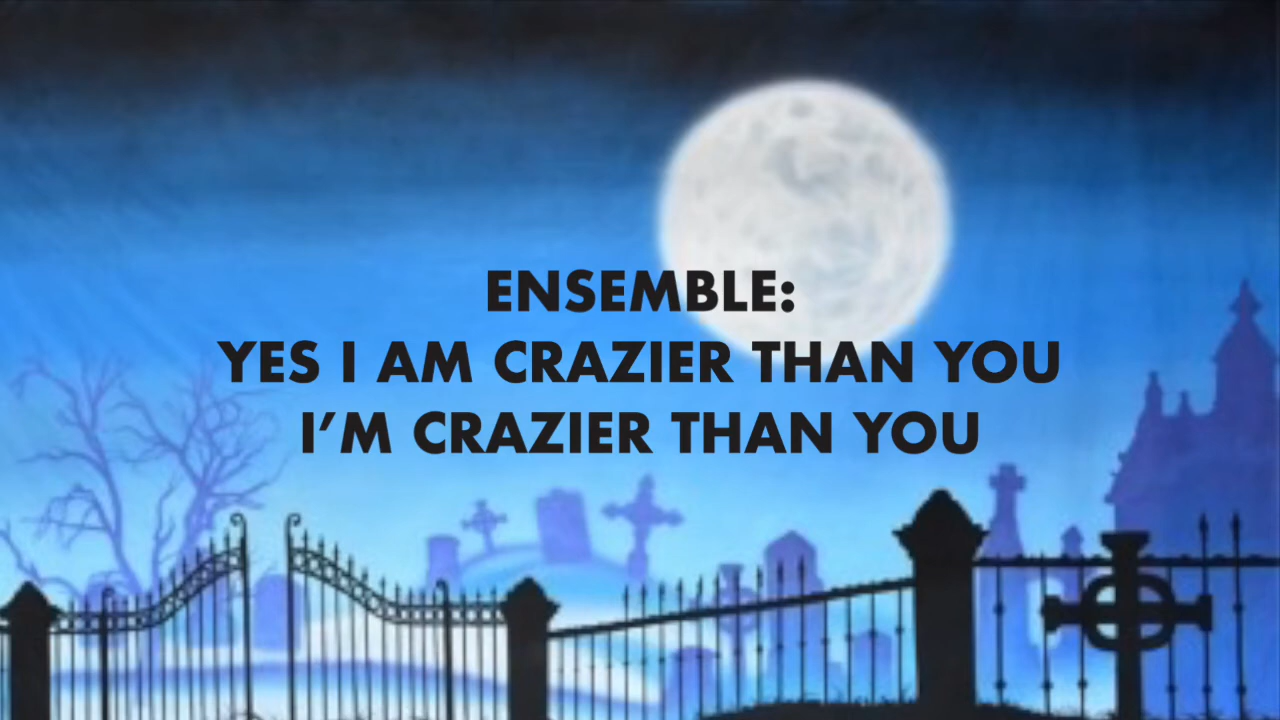 ENSEMBLE:
YES I AM CRAZIER THAN YOU
I’M CRAZIER THAN YOU